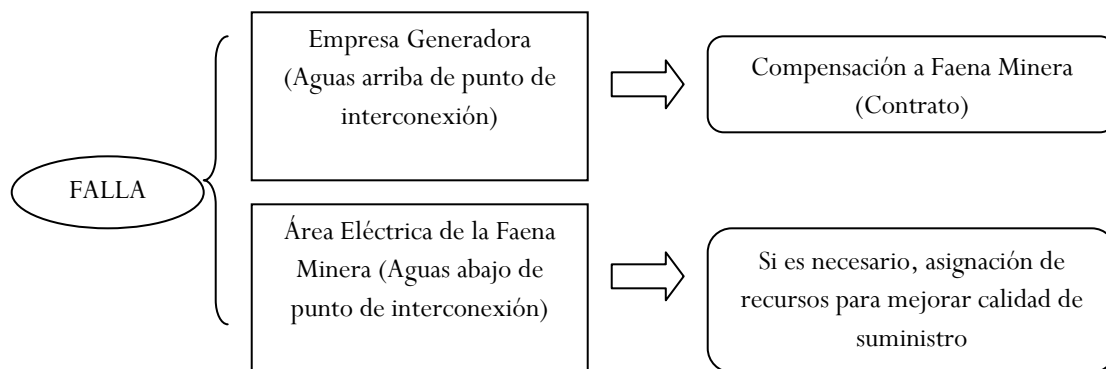 FALLA
Empresa Generadora
(Aguas arriba de punto de
interconexión)
Compensación a Faena Minera
(Contrato)
Área Eléctrica de la Faena
Minera (Aguas abajo de
punto de interconexión)
Si es necesario, asignación de
recursos para mejorar calidad de
suministro